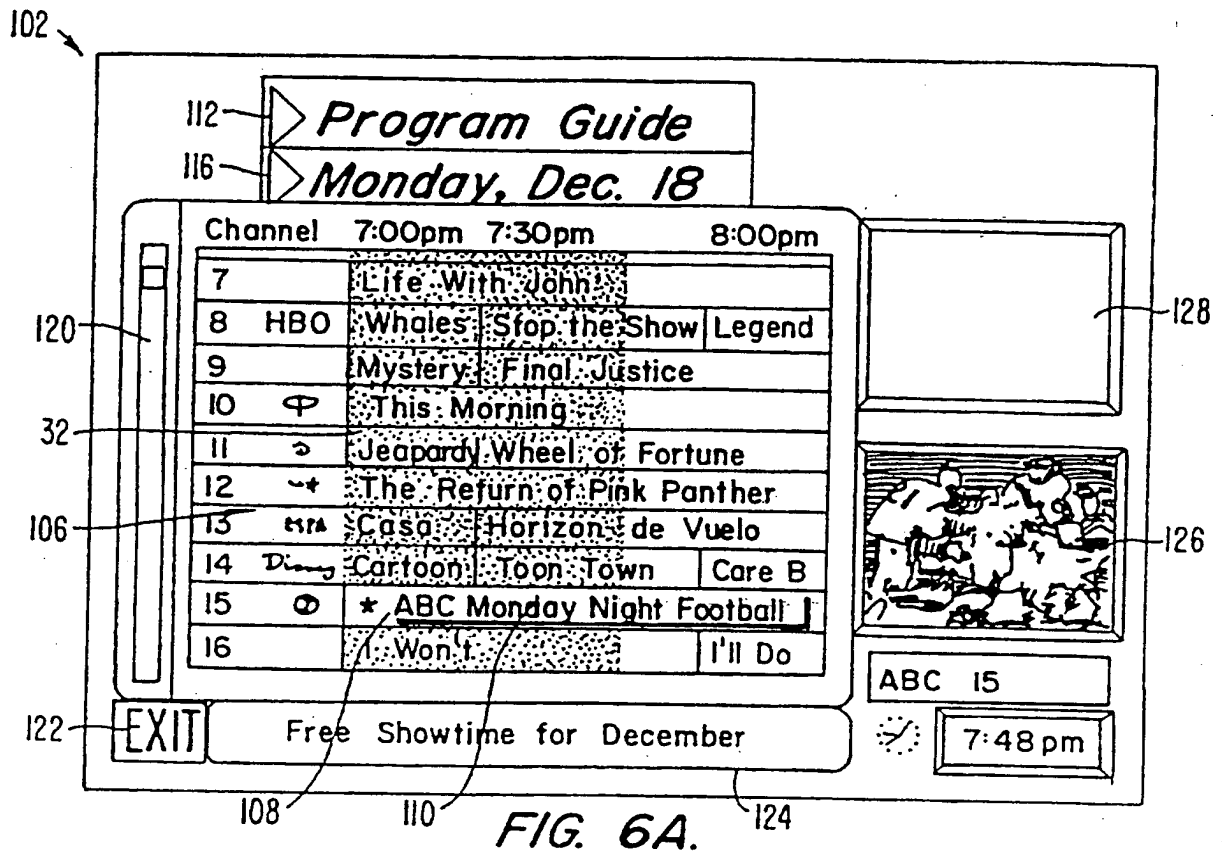 102
112
Program Guide
116
Monday, Dec. 18
Channel 7:00pm 7:30pm 8:00pm
7 Life With John
8 HBO Whales Stop the Show Legend
128
120
9 Mystery Final Justice
10 This Morning
32
11 Jeapardy Wheel of Fortune
12 The Return of Pink Panther
106
13 Casa Horizon de Vuelo
126
14 Disney Cartoon Toon Town Care B
15 * ABC Monday Night Football
16 I Won't I'll Do
ABC 15
122
EXIT
Free Showtime for December
7:48pm
108
110
124
FIG. 6A.